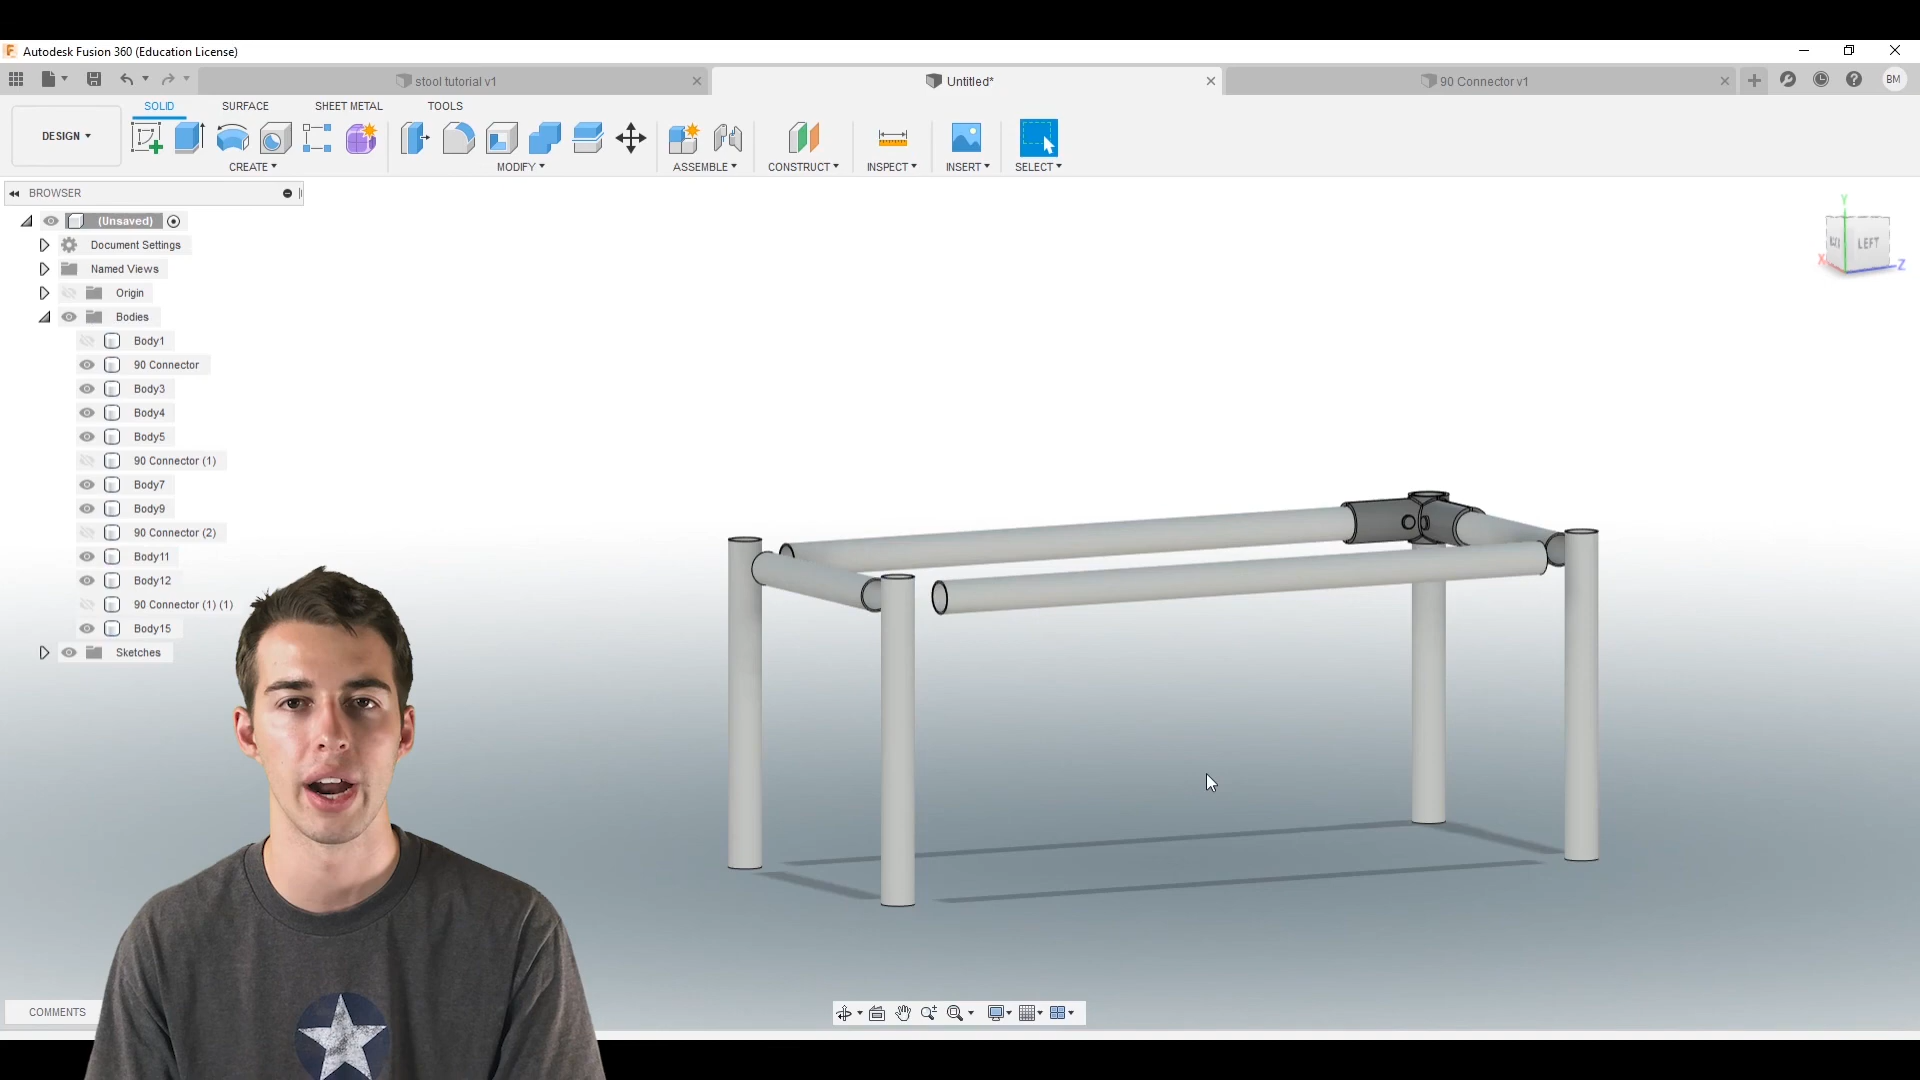 Autodesk Fusion 360 (Education License)
stool tutorial v1
Untitled*
90 Connector v1
BM
SOLID SURFACE SHEET METAL TOOLS
DESIGN
CREATE MODIFY ASSEMBLE CONSTRUCT INSPECT INSERT SELECT
BROWSER
(Unsaved)
Document Settings
Named Views
Origin
Bodies
Body1
90 Connector
Body3
Body4
Body5
90 Connector (1)
Body7
Body9
90 Connector (2)
Body11
Body12
90 Connector (1) (1)
Body15
Sketches
Y
LEFT
X
Z
COMMENTS